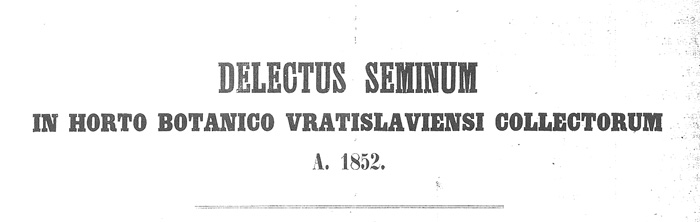 DELECTUS SEMINUM
IN HORTO BOTANICO VRATISLAVIENSI COLLECTORUM
A. 1852.